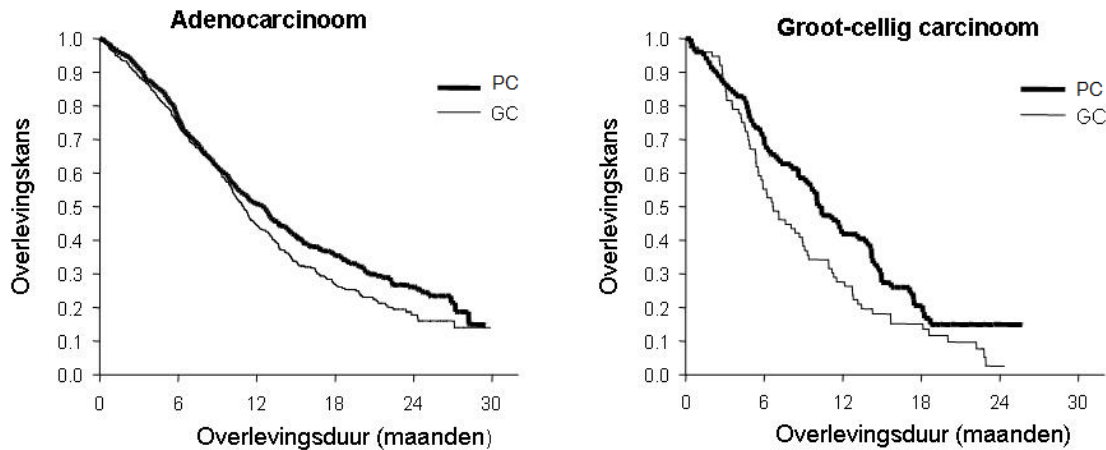 Adenocarcinoom
1.0
0.9
0.8
0.7
0.6
0.5
0.4
0.3
0.2
0.1
0.0
Overlevingskans
PC
GC
0 6 12 18 24 30
Overlevingsduur (maanden)
Groot-cellig carcinoom
1.0
0.9
0.8
0.7
0.6
0.5
0.4
0.3
0.2
0.1
0.0
Overlevingskans
PC
GC
0 6 12 18 24 30
Overlevingsduur (maanden)